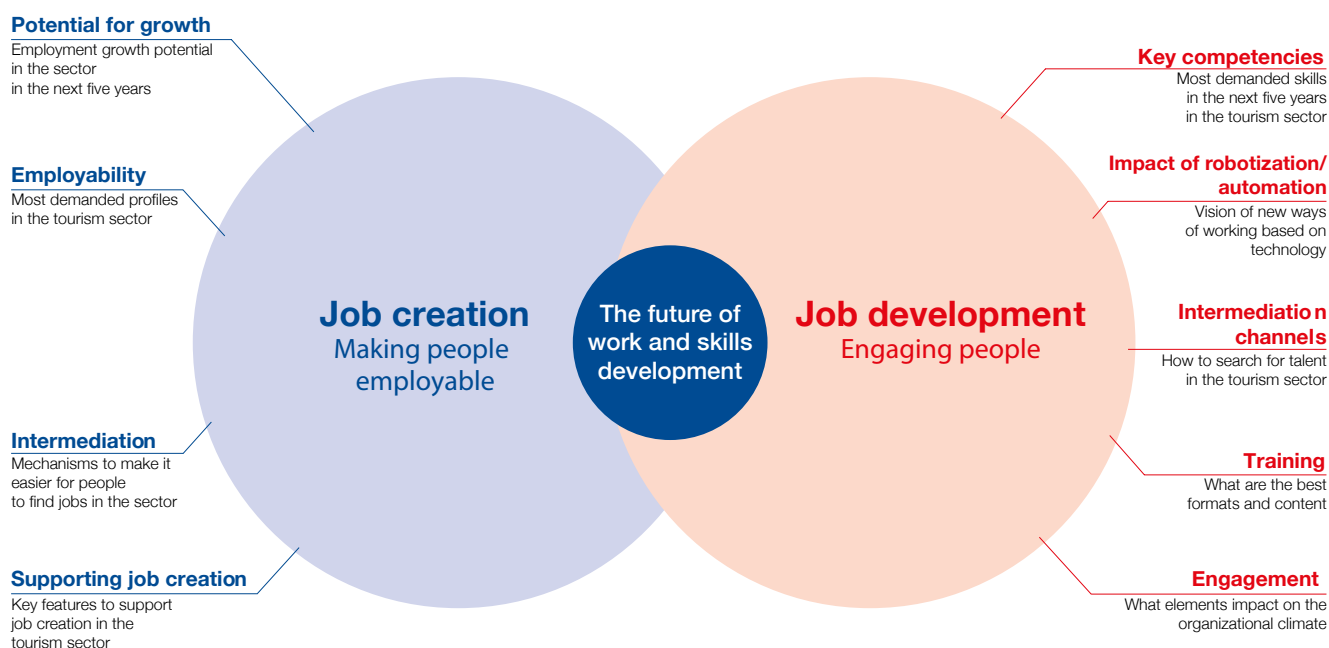 Potential for growth
Employment growth potential
in the sector
in the next five years
Employability
Most demanded profiles
in the tourism sector
Intermediation
Mechanisms to make it
easier for people
to find jobs in the sector
Supporting job creation
Key features to support
job creation in the
tourism sector
Job creation
Making people
employable
The future of
work and skills
development
Job development
Engaging people
Key competencies
Most demanded skills
in the next five years
in the tourism sector
Impact of robotization/
automation
Vision of new ways
of working based on
technology
Intermediation
channels
How to search for talent
in the tourism sector
Training
What are the best
formats and content
Engagement
What elements impact on the
organizational climate